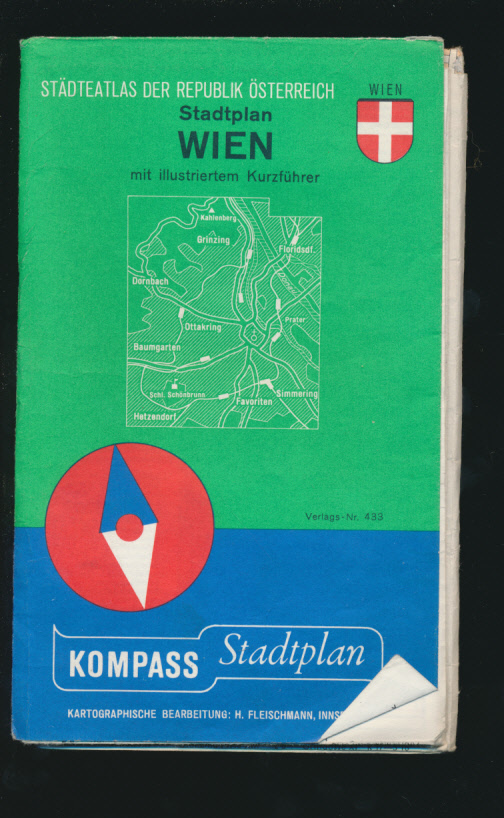 STÄDTEATLAS DER REPUBLIK ÖSTERREICH
WIEN
Stadtplan
WIEN
mit illustriertem Kurzführer
Kahlenberg
Grinzing
Floridsdf.
Dornbach
Donau
Prater
Ottakring
Baumgarten
Schl. Schönbrunn
Simmering
Favoriten
Hetzendorf
Verlags-Nr. 433
KOMPASS Stadtplan
KARTOGRAPHISCHE BEARBEITUNG: H. FLEISCHMANN, INNS